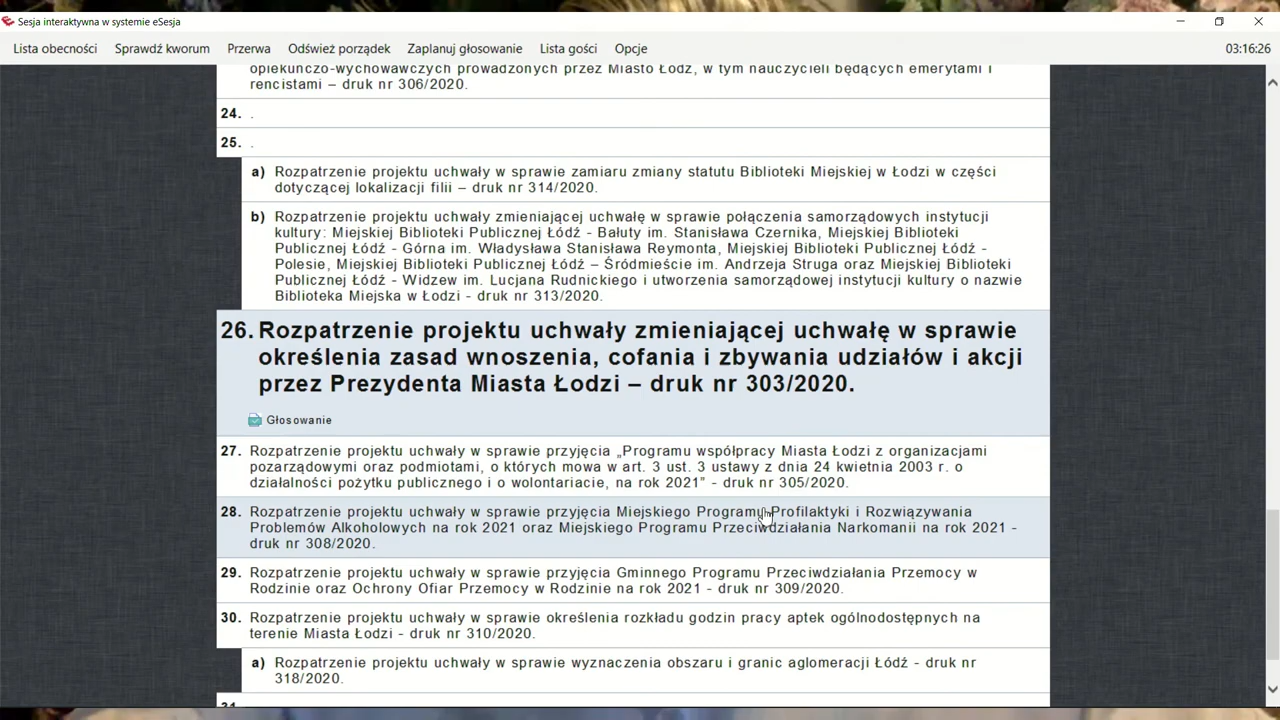 Sesja interaktywna w systemie eSesja
Lista obecności Sprawdź kworum Przerwa Odśwież porządek Zaplanuj głosowanie Lista gości Opcje 03:16:26
opiekuńczo-wychowawczych prowadzonych przez Miasto Łódź, w tym nauczycieli będących emerytami i
rencistami – druk nr 306/2020.
24. .
25. .
a) Rozpatrzenie projektu uchwały w sprawie zamiaru zmiany statutu Biblioteki Miejskiej w Łodzi w części
dotyczącej lokalizacji filii – druk nr 314/2020.
b) Rozpatrzenie projektu uchwały zmieniającej uchwałę w sprawie połączenia samorządowych instytucji
kultury: Miejskiej Biblioteki Publicznej Łódź - Bałuty im. Stanisława Czernika, Miejskiej Biblioteki
Publicznej Łódź - Górna im. Władysława Stanisława Reymonta, Miejskiej Biblioteki Publicznej Łódź -
Polesie, Miejskiej Biblioteki Publicznej Łódź – Śródmieście im. Andrzeja Struga oraz Miejskiej Biblioteki
Publicznej Łódź - Widzew im. Lucjana Rudnickiego i utworzenia samorządowej instytucji kultury o nazwie
Biblioteka Miejska w Łodzi - druk nr 313/2020.
26. Rozpatrzenie projektu uchwały zmieniającej uchwałę w sprawie
określenia zasad wnoszenia, cofania i zbywania udziałów i akcji
przez Prezydenta Miasta Łodzi – druk nr 303/2020.
Głosowanie
27. Rozpatrzenie projektu uchwały w sprawie przyjęcia „Programu współpracy Miasta Łodzi z organizacjami
pozarządowymi oraz podmiotami, o których mowa w art. 3 ust. 3 ustawy z dnia 24 kwietnia 2003 r. o
działalności pożytku publicznego i o wolontariacie, na rok 2021” - druk nr 305/2020.
28. Rozpatrzenie projektu uchwały w sprawie przyjęcia Miejskiego Programu Profilaktyki i Rozwiązywania
Problemów Alkoholowych na rok 2021 oraz Miejskiego Programu Przeciwdziałania Narkomanii na rok 2021 -
druk nr 308/2020.
29. Rozpatrzenie projektu uchwały w sprawie przyjęcia Gminnego Programu Przeciwdziałania Przemocy w
Rodzinie oraz Ochrony Ofiar Przemocy w Rodzinie na rok 2021 - druk nr 309/2020.
30. Rozpatrzenie projektu uchwały w sprawie określenia rozkładu godzin pracy aptek ogólnodostępnych na
terenie Miasta Łodzi - druk nr 310/2020.
a) Rozpatrzenie projektu uchwały w sprawie wyznaczenia obszaru i granic aglomeracji Łódź - druk nr
318/2020.
31.